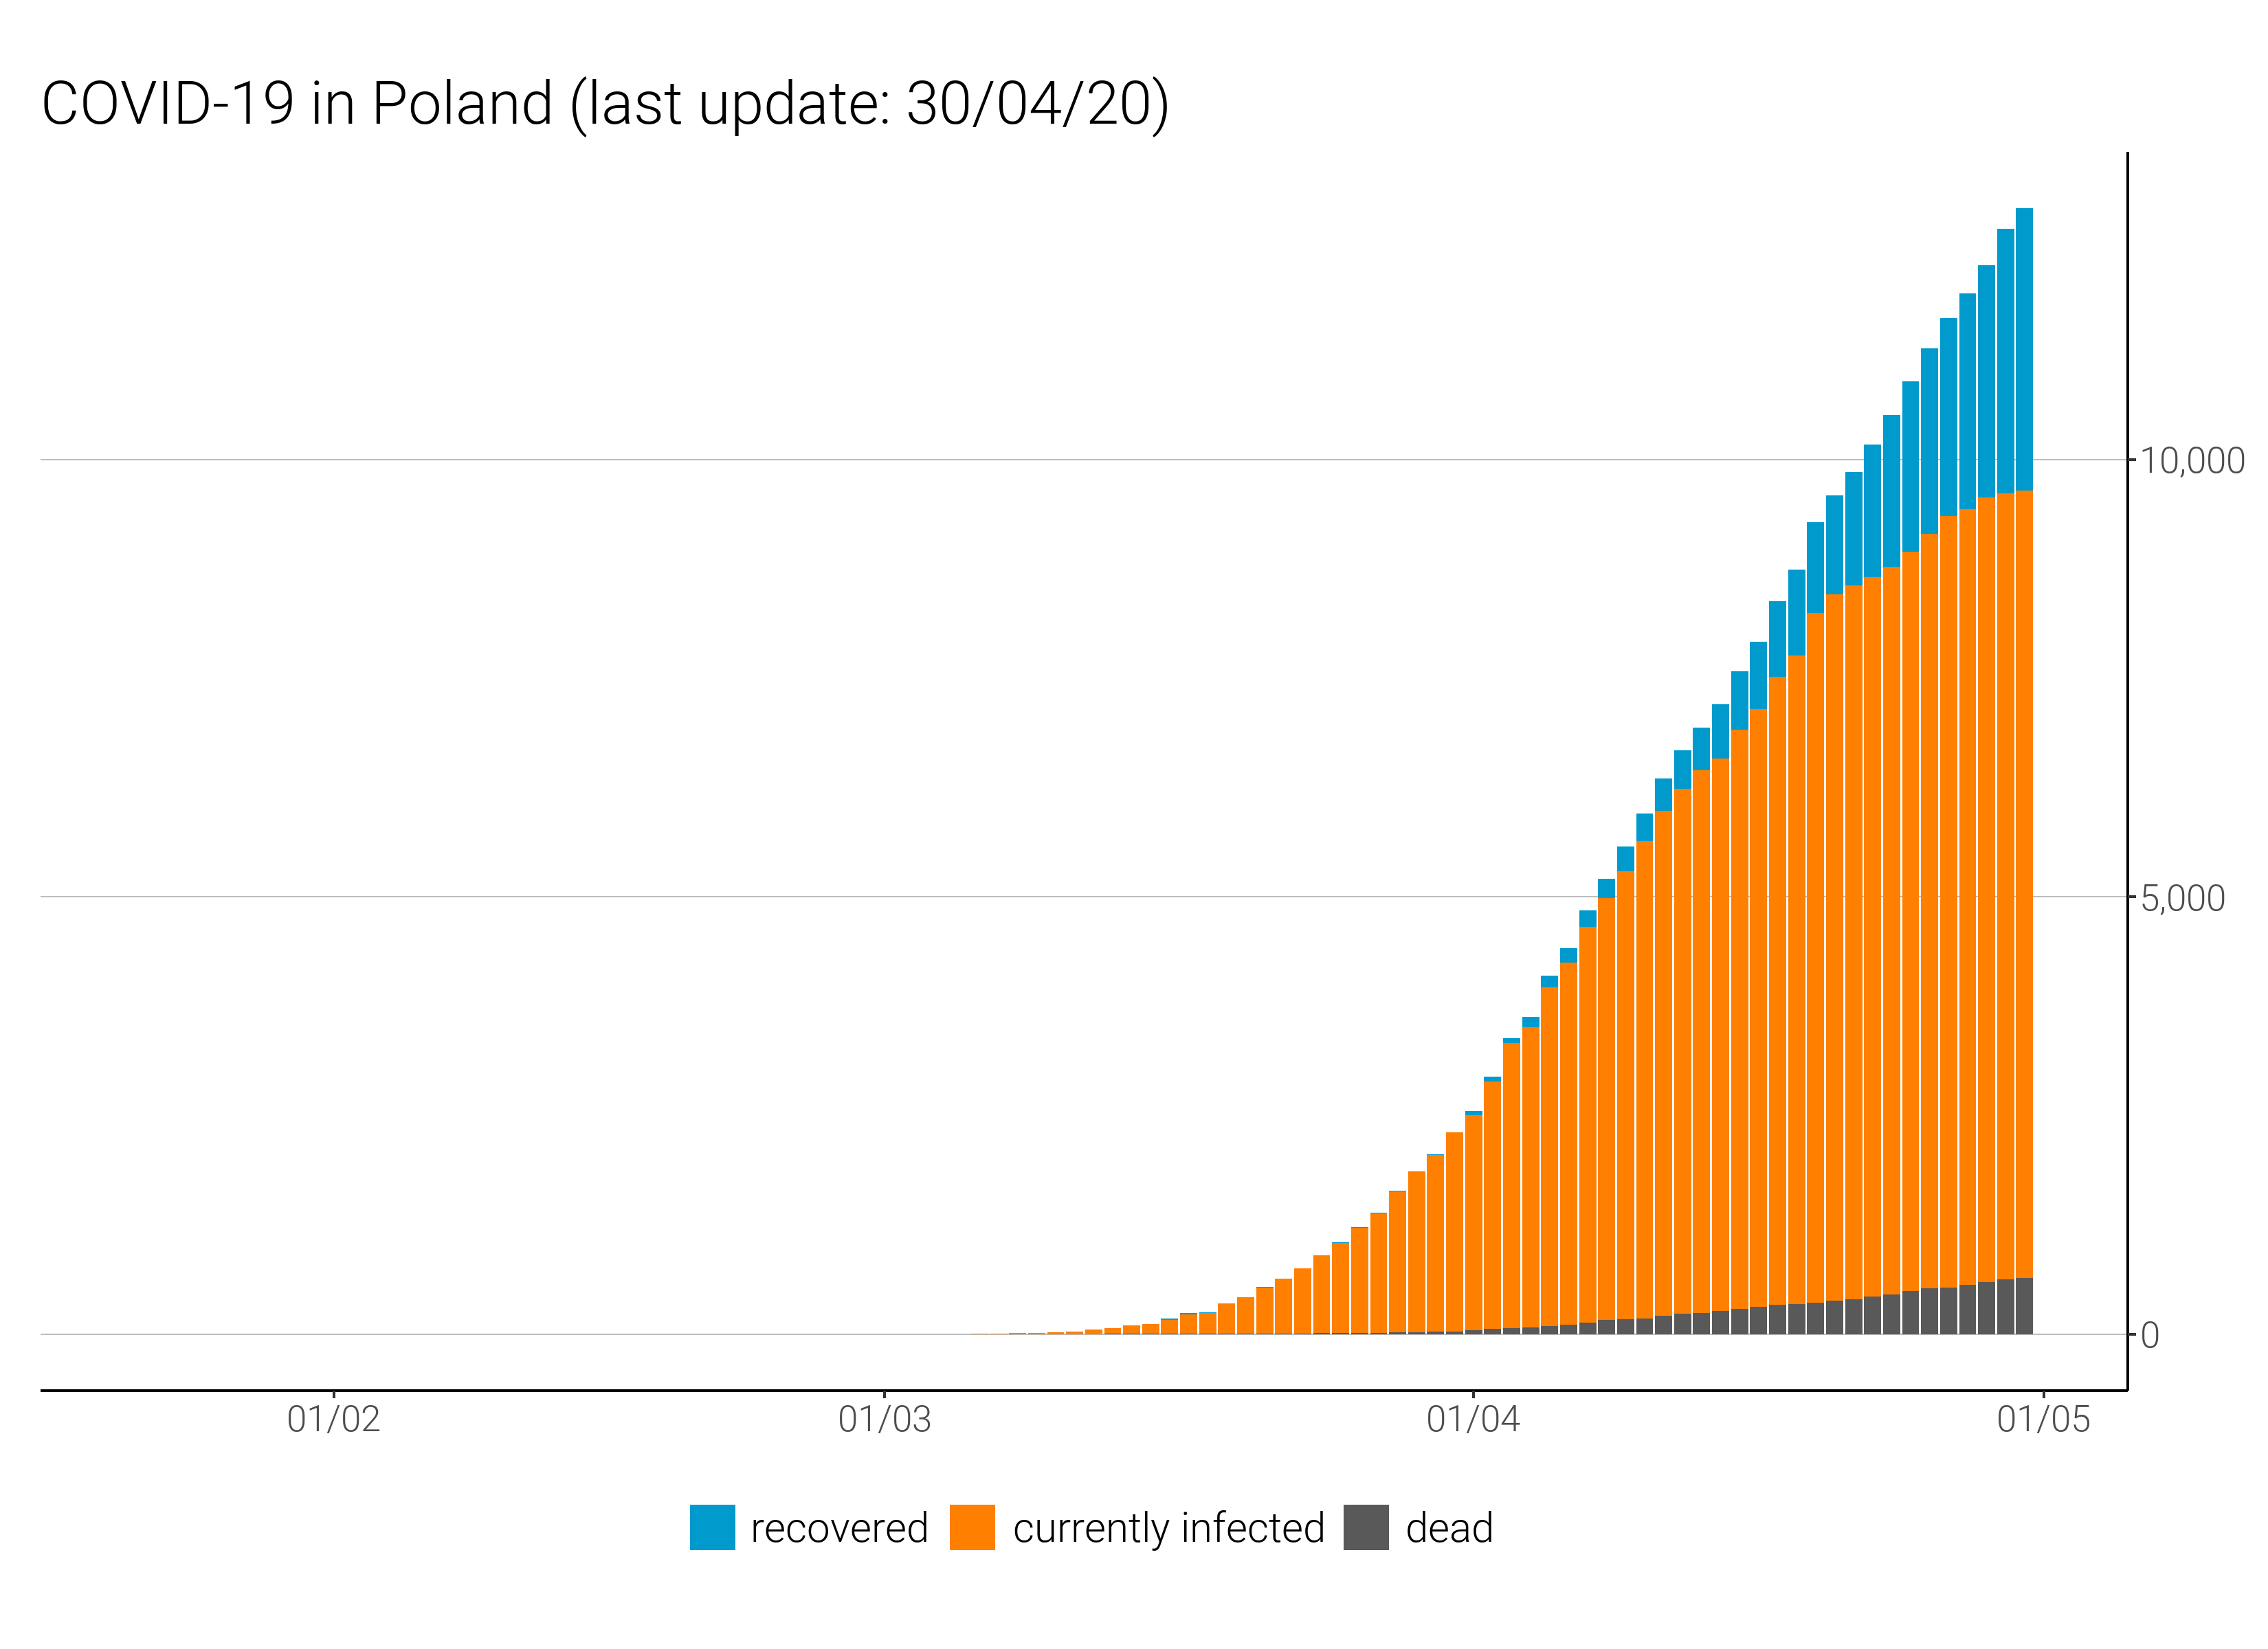 COVID-19 in Poland (last update: 30/04/20)
10,000
5,000
0
01/02 01/03 01/04 01/05
recovered currently infected dead